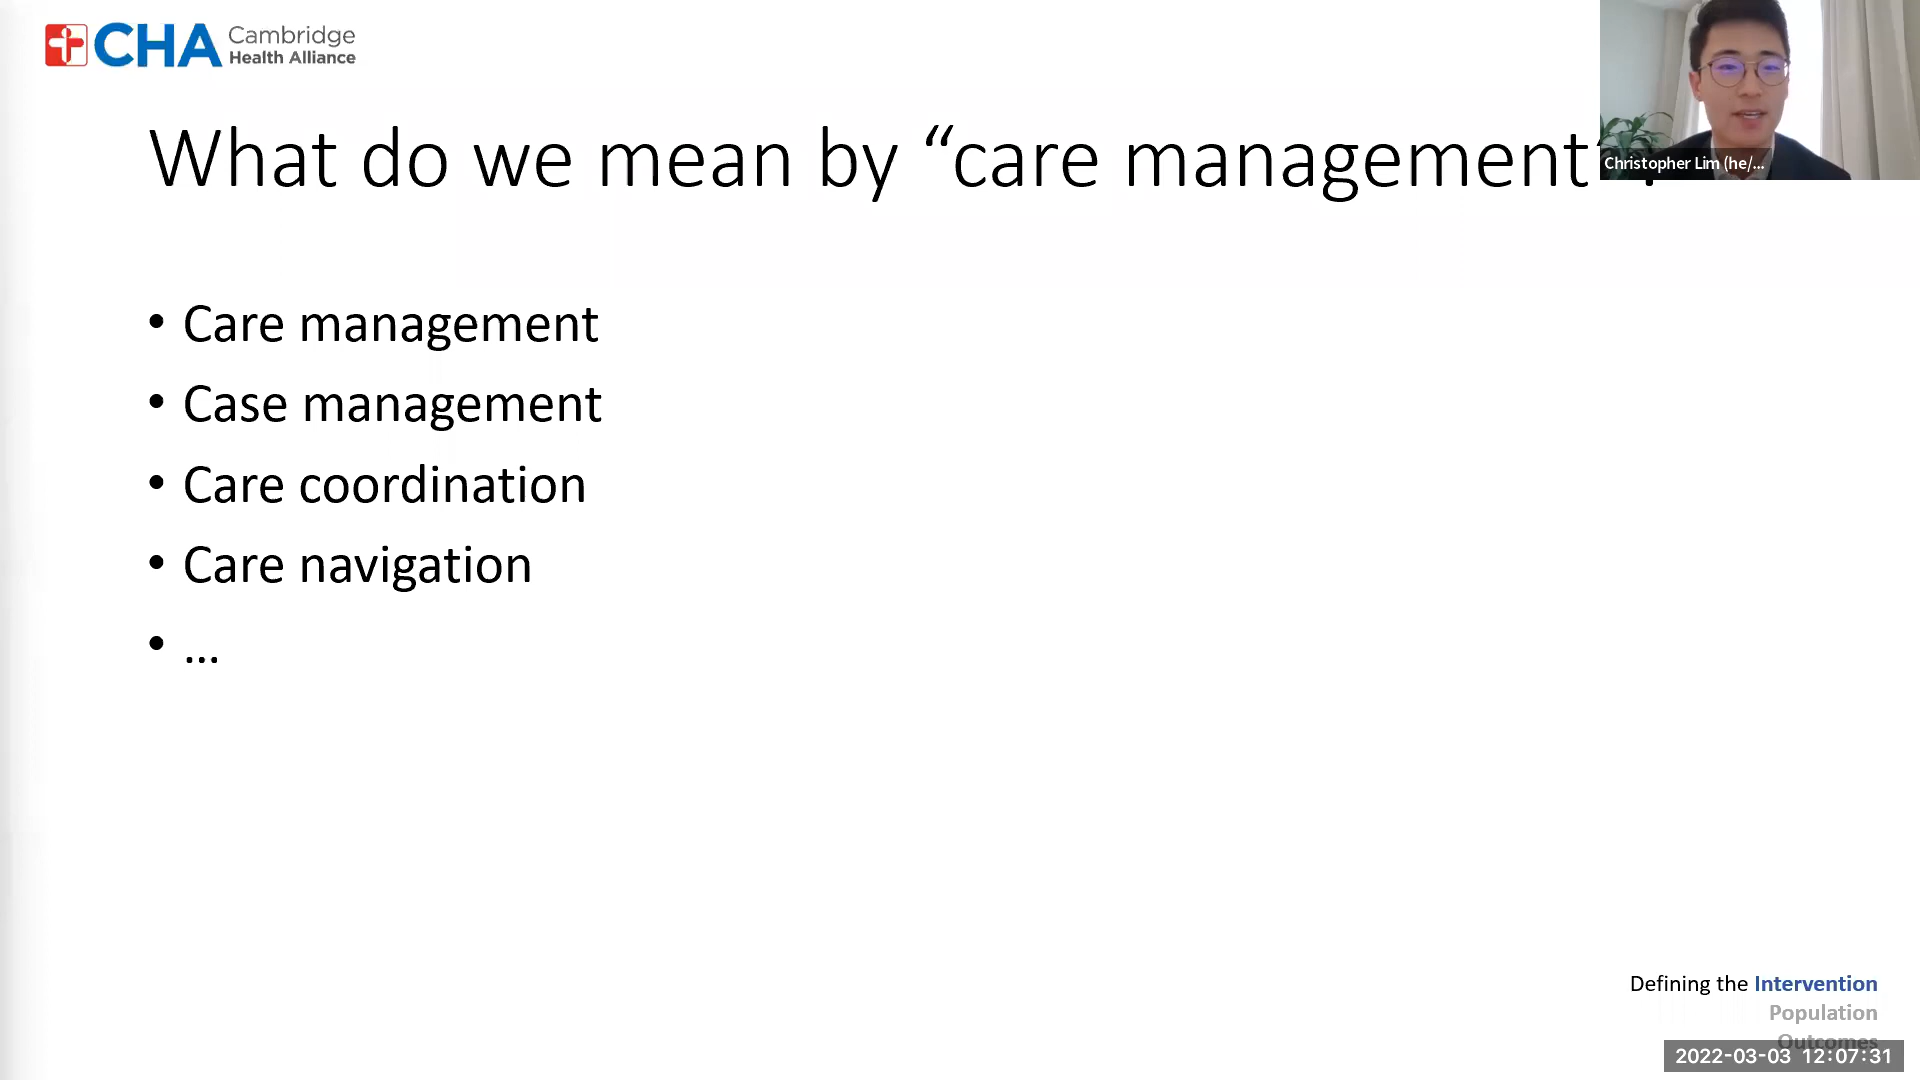 CHA Cambridge
Health Alliance
What do we mean by “care management”?
Christopher Lim (he/...
• Care management
• Case management
• Care coordination
• Care navigation
• ...
Defining the Intervention
Population
Outcomes
2022-03-03 12:07:31